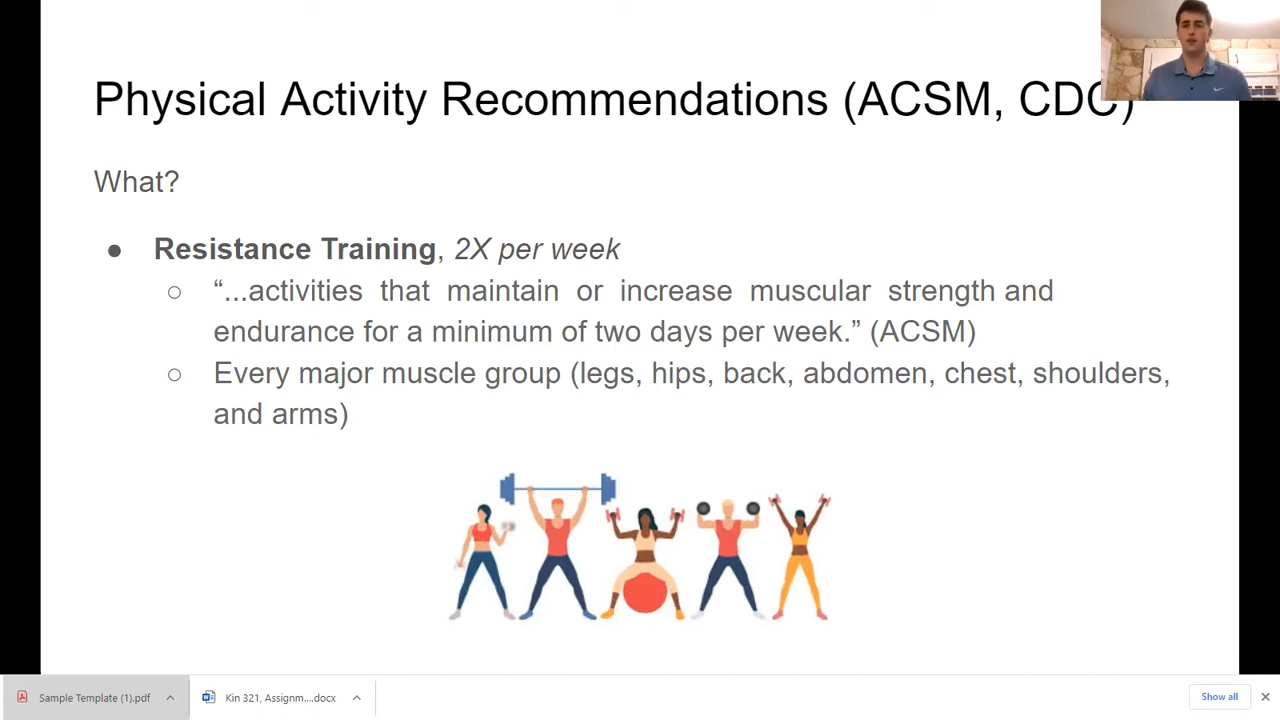 Physical Activity Recommendations (ACSM, CDC)
What?
● Resistance Training, 2X per week
○ “...activities that maintain or increase muscular strength and
endurance for a minimum of two days per week.” (ACSM)
○ Every major muscle group (legs, hips, back, abdomen, chest, shoulders,
and arms)
Sample Template (1).pdf
Kin 321, Assignm....docx
Show all